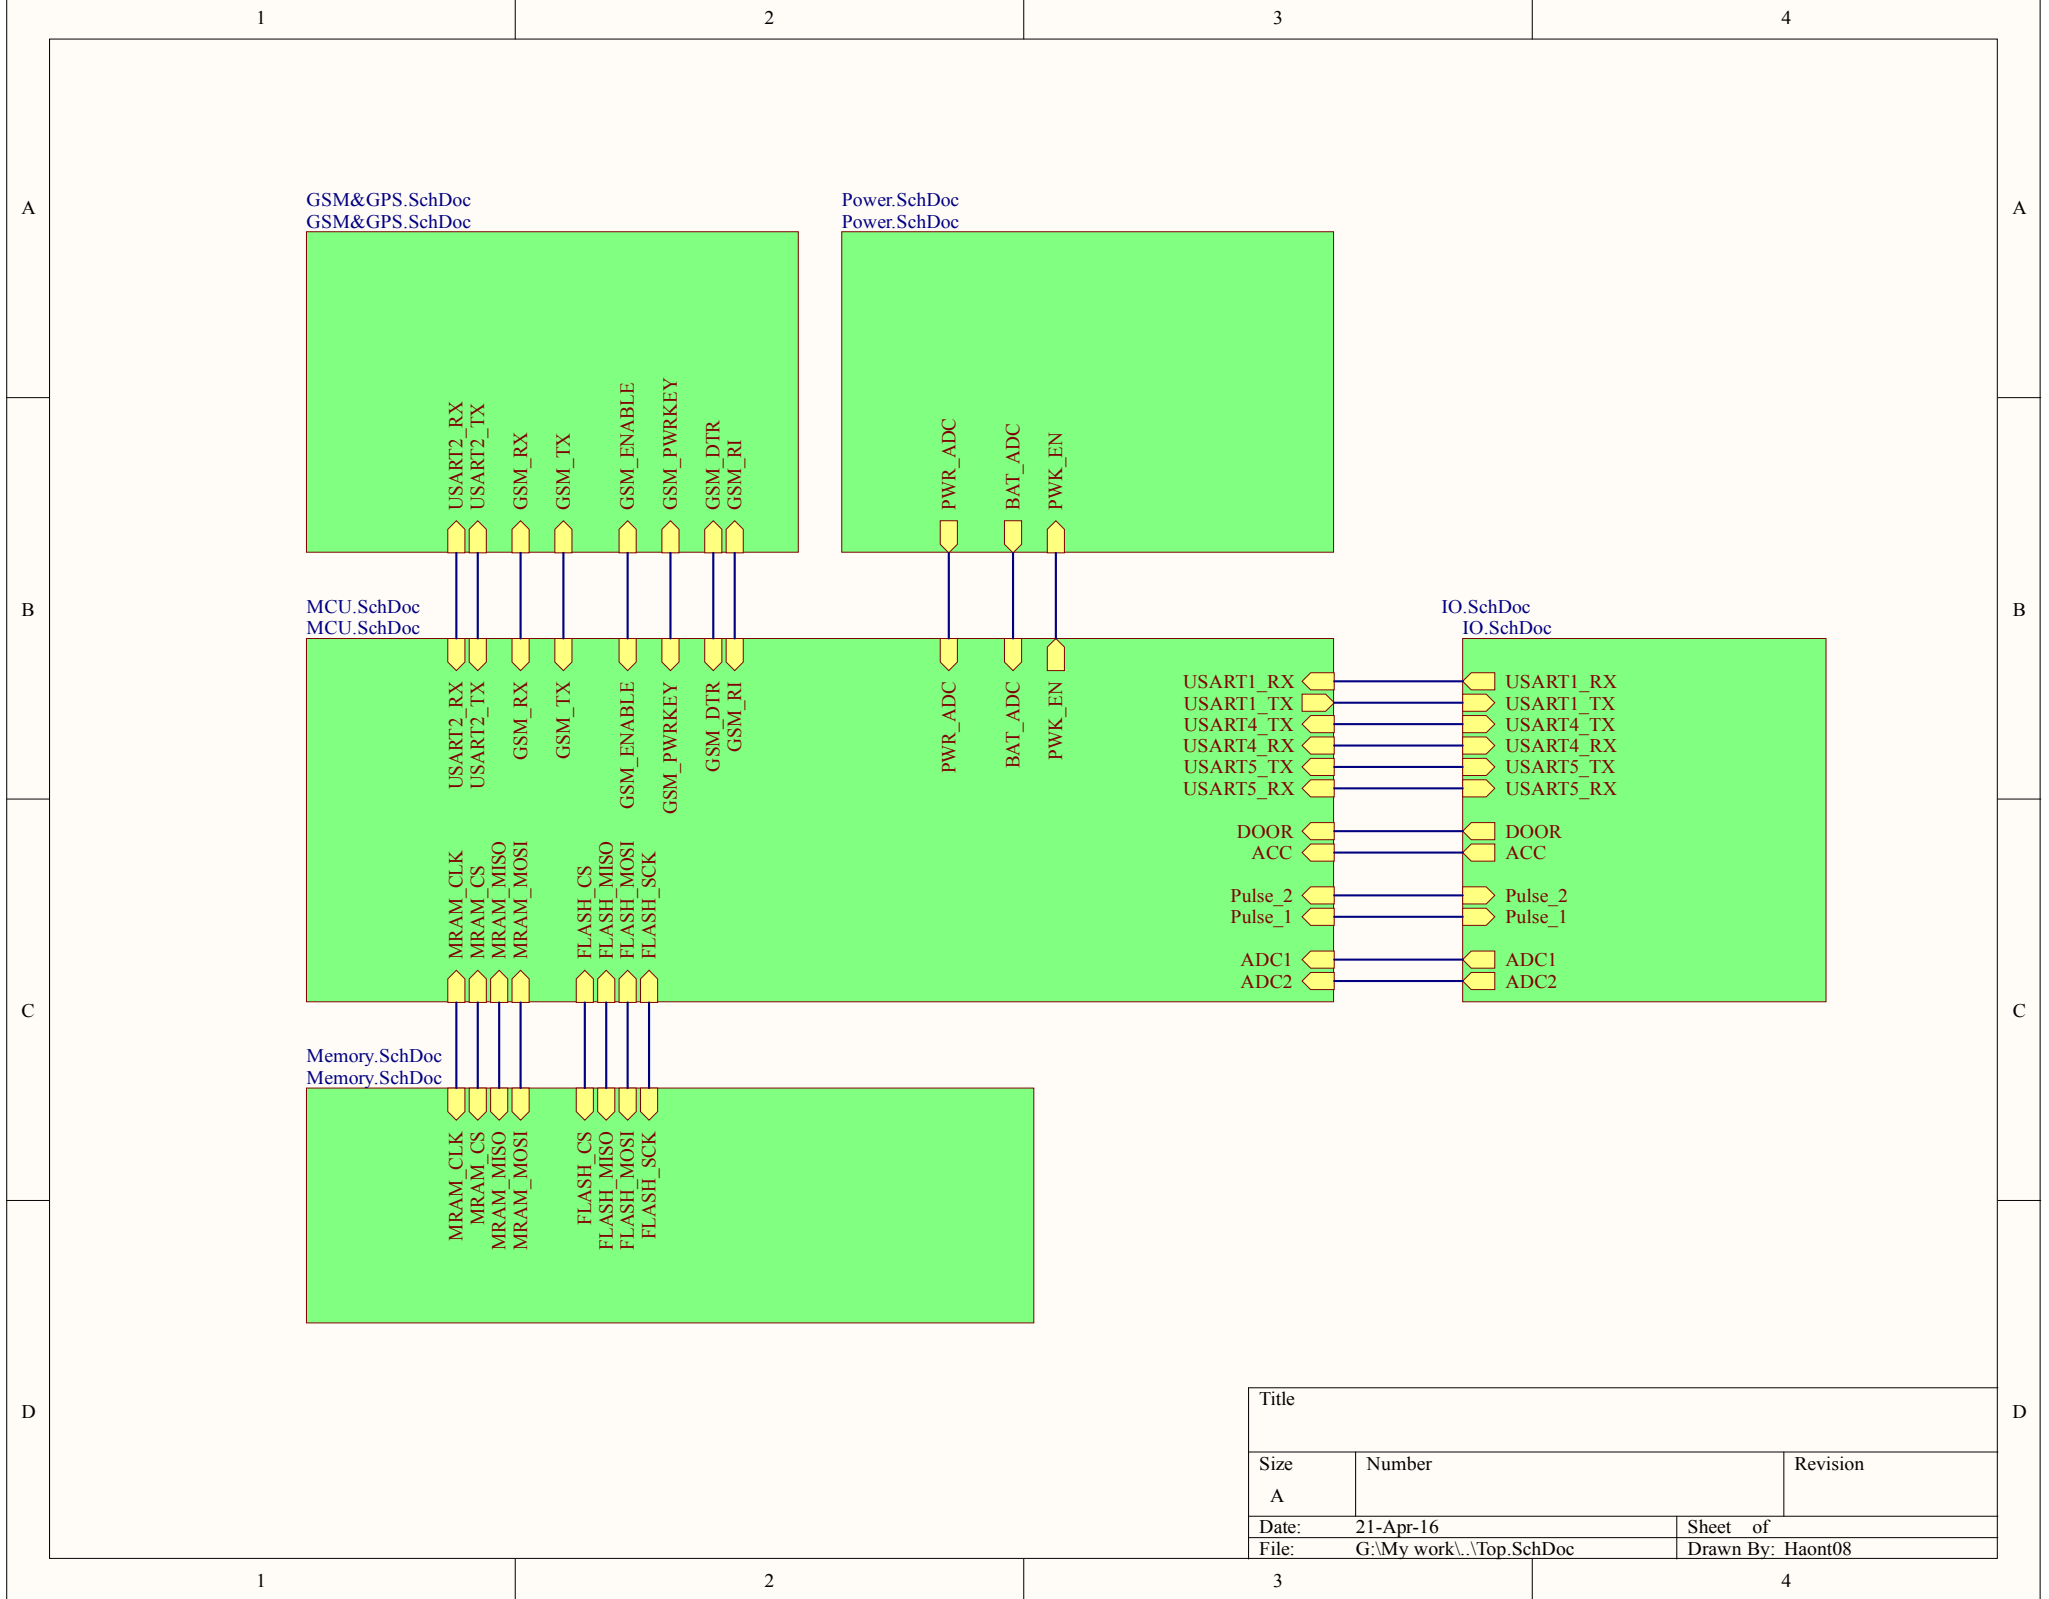 1 2 3 4
A A
GSM&GPS.SchDoc
GSM&GPS.SchDoc
USART2_RX
USART2_TX
GSM_RX
GSM_TX
GSM_ENABLE
GSM_PWRKEY
GSM_DTR
GSM_RI
Power.SchDoc
Power.SchDoc
PWR_ADC
BAT_ADC
PWK_EN
B B
MCU.SchDoc
MCU.SchDoc
USART2_RX
USART2_TX
GSM_RX
GSM_TX
GSM_ENABLE
GSM_PWRKEY
GSM_DTR
GSM_RI
PWR_ADC
BAT_ADC
PWK_EN
USART1_RX
USART1_TX
USART4_TX
USART4_RX
USART5_TX
USART5_RX
DOOR
ACC
Pulse_2
Pulse_1
ADC1
ADC2
MRAM_CLK
MRAM_CS
MRAM_MISO
MRAM_MOSI
FLASH_CS
FLASH_MISO
FLASH_MOSI
FLASH_SCK
IO.SchDoc
IO.SchDoc
USART1_RX
USART1_TX
USART4_TX
USART4_RX
USART5_TX
USART5_RX
DOOR
ACC
Pulse_2
Pulse_1
ADC1
ADC2
C C
Memory.SchDoc
Memory.SchDoc
MRAM_CLK
MRAM_CS
MRAM_MISO
MRAM_MOSI
FLASH_CS
FLASH_MISO
FLASH_MOSI
FLASH_SCK
D D
Title
Size Number Revision
A
Date: 21-Apr-16 Sheet of
File: G:\My work\..\Top.SchDoc Drawn By: Haont08
1 2 3 4